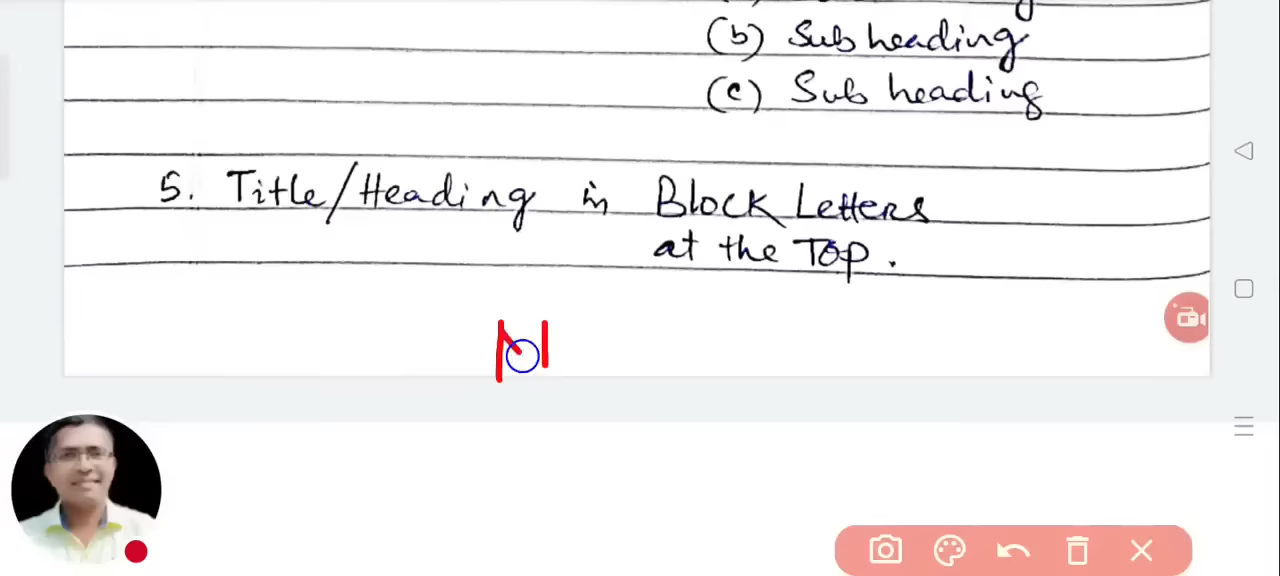 (b) Sub heading
(c) Sub heading
5. Title/Heading in Block Letters
at the Top.